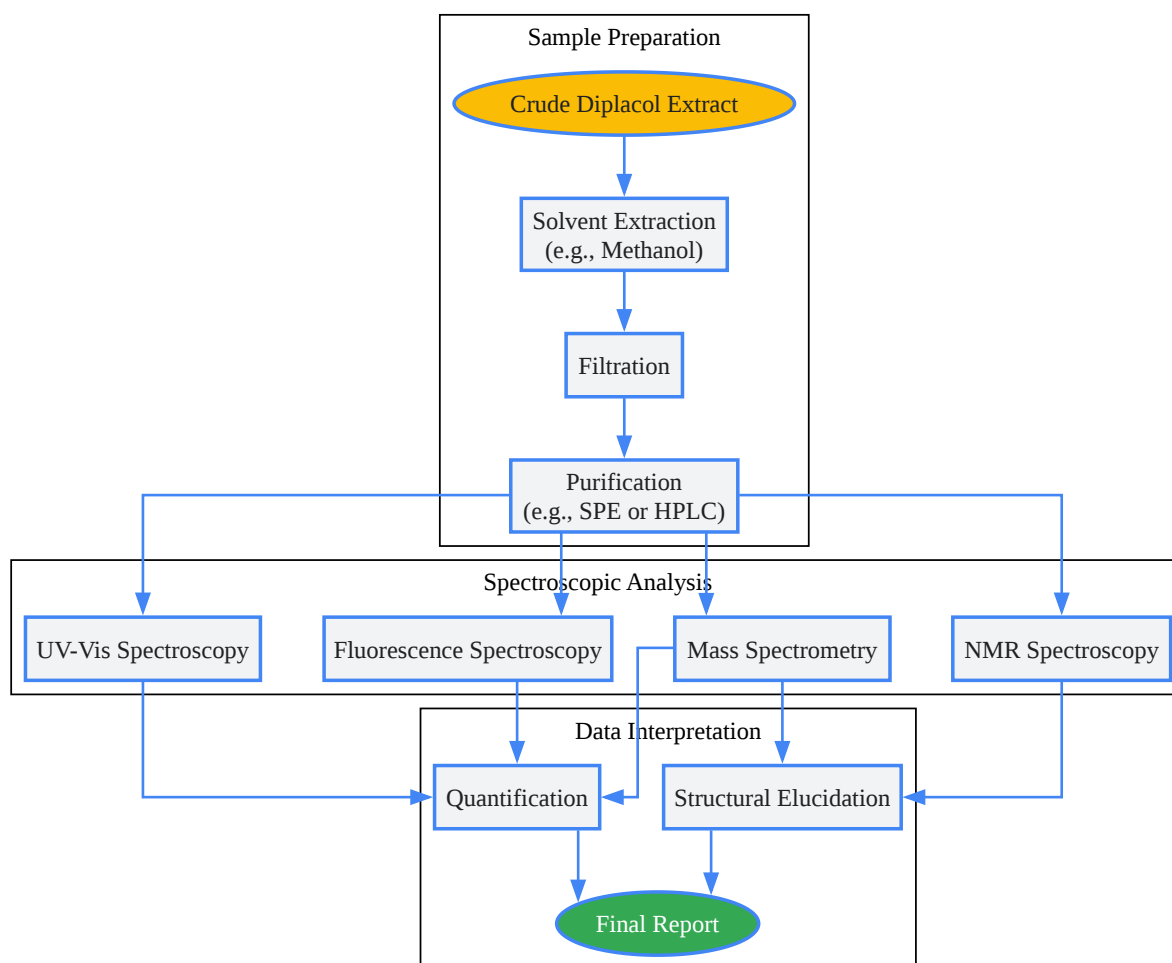 Sample Preparation
Crude Diplacol Extract
Solvent Extraction
(e.g., Methanol)
Filtration
Purification
(e.g., SPE or HPLC)
Spectroscopic Analysis
UV-Vis Spectroscopy
Fluorescence Spectroscopy
Mass Spectrometry
NMR Spectroscopy
Data Interpretation
Quantification
Structural Elucidation
Final Report